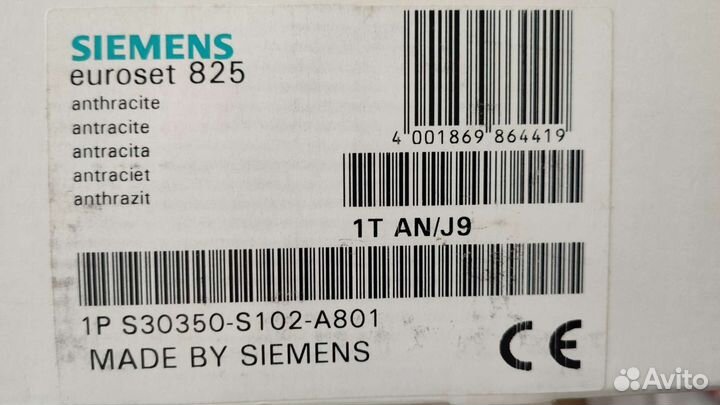 SIEMENS
euroset 825
anthracite
antracite
antracita
antraciet
anthrazit
4 001869 864419
1T AN/J9
1P S30350-S102-A801
MADE BY SIEMENS
CE
Avito